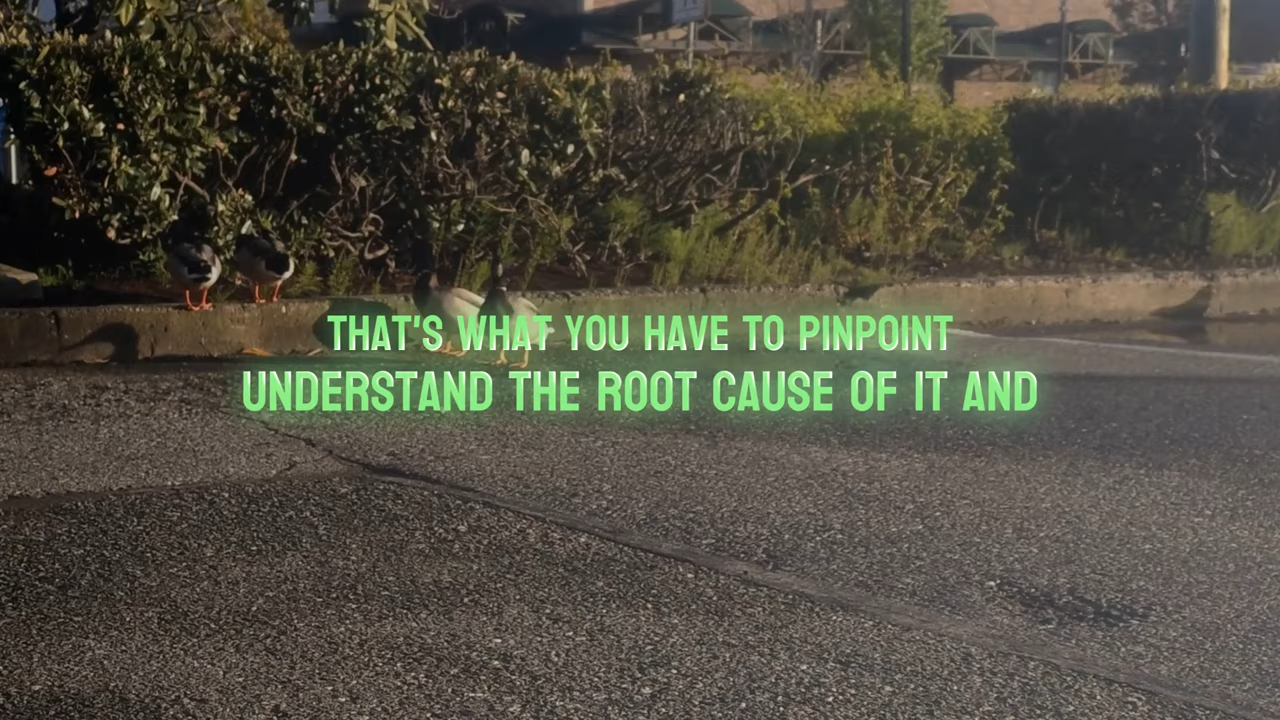 THAT'S WHAT YOU HAVE TO PINPOINT
UNDERSTAND THE ROOT CAUSE OF IT AND